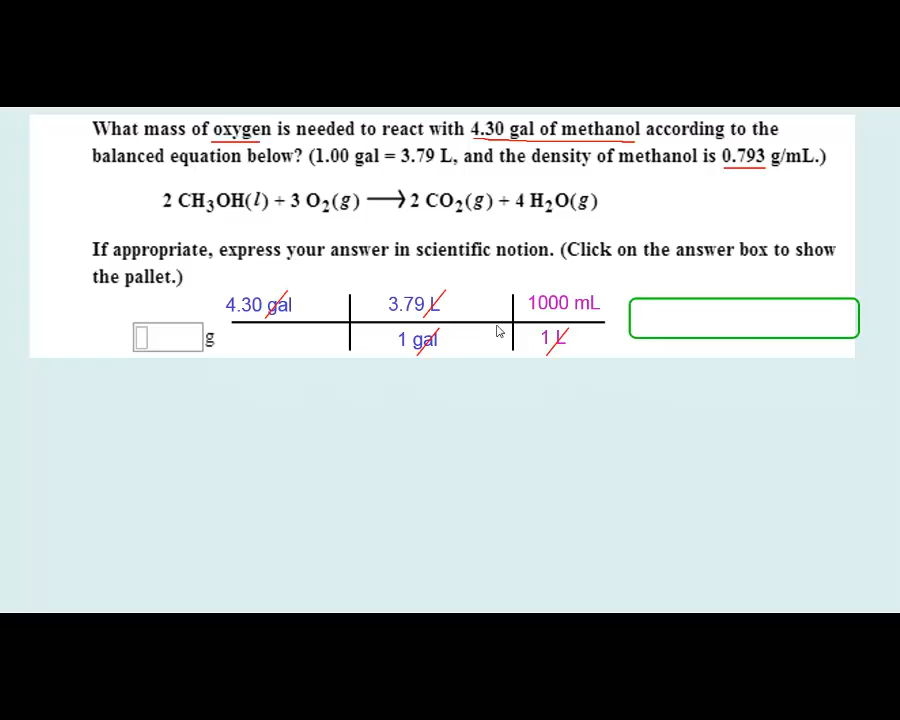 What mass of oxygen is needed to react with 4.30 gal of methanol according to the
balanced equation below? (1.00 gal = 3.79 L, and the density of methanol is 0.793 g/mL.)
2 CH₃OH(l) + 3 O₂(g) ⟶ 2 CO₂(g) + 4 H₂O(g)
If appropriate, express your answer in scientific notion. (Click on the answer box to show
the pallet.)
4.30 gal 3.79 L 1000 mL
g 1 gal 1 L